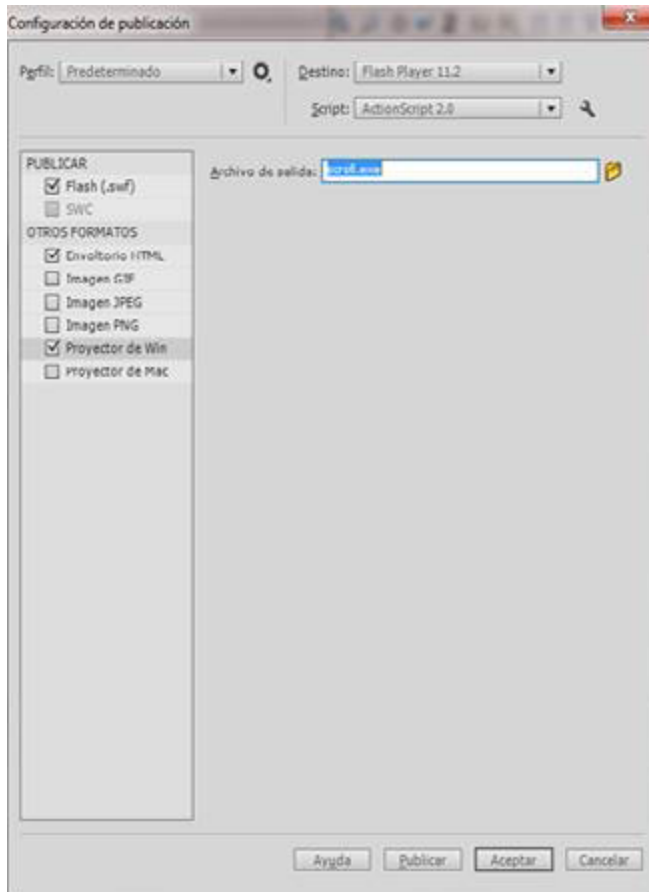 Configuración de publicación
Perfil: Predeterminado
Destino: Flash Player 11.2
Script: ActionScript 2.0
PUBLICAR
Flash (.swf)
SWC
OTROS FORMATOS
Envoltorio HTML
Imagen GIF
Imagen JPEG
Imagen PNG
Proyector de Win
Proyector de Mac
Archivo de salida: scroll.exe
Ayuda
Publicar
Aceptar
Cancelar